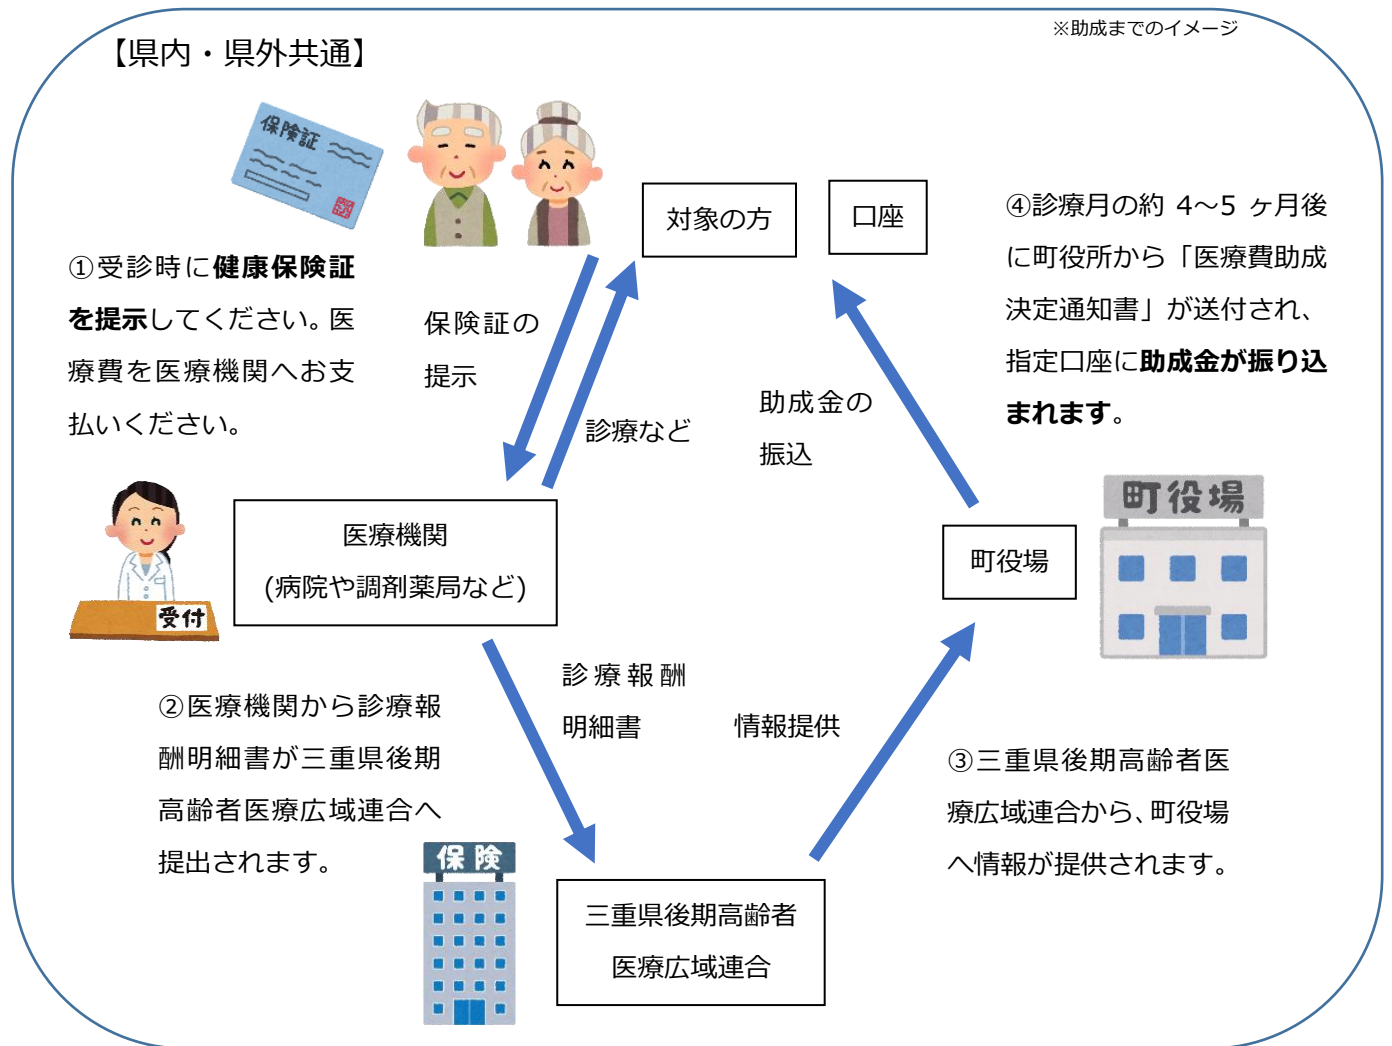 ※助成までのイメージ
【県内・県外共通】
保険証
対象の方
口座
①受診時に健康保険証
を提示してください。医
療費を医療機関へお支
払いください。
保険証の
提示
診療など
助成金の
振込
④診療月の約 4~5 ヶ月後
に町役所から「医療費助成
決定通知書」が送付され、
指定口座に助成金が振り込
まれます。
受付
医療機関
(病院や調剤薬局など)
町役場
町役場
②医療機関から診療報
酬明細書が三重県後期
高齢者医療広域連合へ
提出されます。
診療報酬
明細書
情報提供
③三重県後期高齢者医
療広域連合から、町役場
へ情報が提供されます。
保険
三重県後期高齢者
医療広域連合